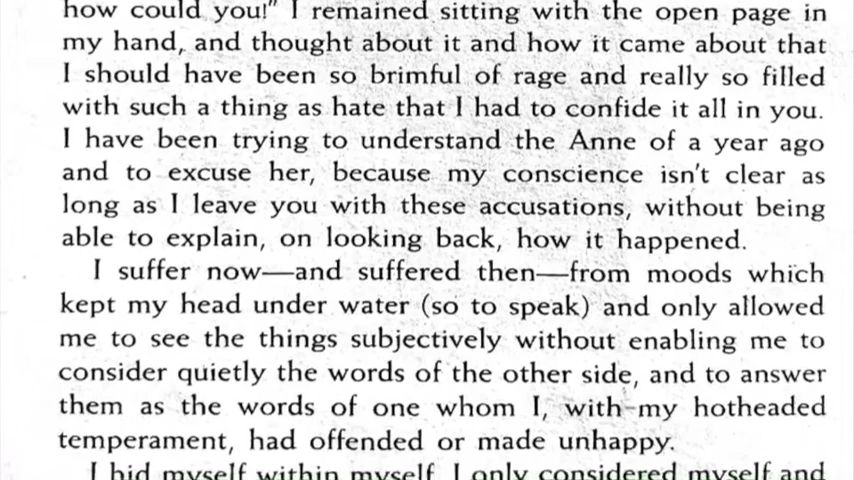 how could you!" I remained sitting with the open page in
my hand, and thought about it and how it came about that
I should have been so brimful of rage and really so filled
with such a thing as hate that I had to confide it all in you.
I have been trying to understand the Anne of a year ago
and to excuse her, because my conscience isn't clear as
long as I leave you with these accusations, without being
able to explain, on looking back, how it happened.
I suffer now—and suffered then—from moods which
kept my head under water (so to speak) and only allowed
me to see the things subjectively without enabling me to
consider quietly the words of the other side, and to answer
them as the words of one whom I, with my hotheaded
temperament, had offended or made unhappy.
I hid myself within myself, I only considered myself and